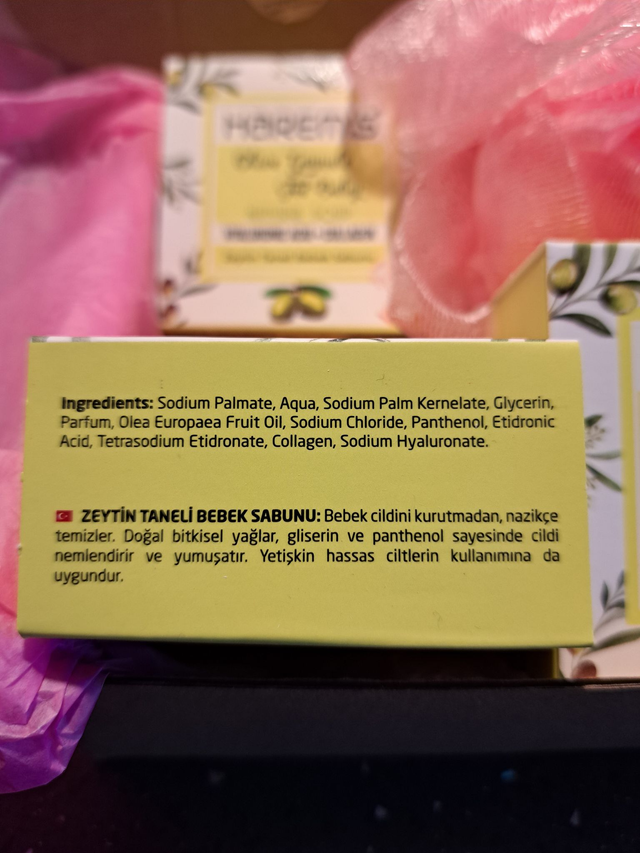 HAREM'S
Ingredients: Sodium Palmate, Aqua, Sodium Palm Kernelate, Glycerin,
Parfum, Olea Europaea Fruit Oil, Sodium Chloride, Panthenol, Etidronic
Acid, Tetrasodium Etidronate, Collagen, Sodium Hyaluronate.
ZEYTİN TANELİ BEBEK SABUNU: Bebek cildini kurutmadan, nazikçe
temizler. Doğal bitkisel yağlar, gliserin ve panthenol sayesinde cildi
nemlendirir ve yumuşatır. Yetişkin hassas ciltlerin kullanımına da
uygundur.